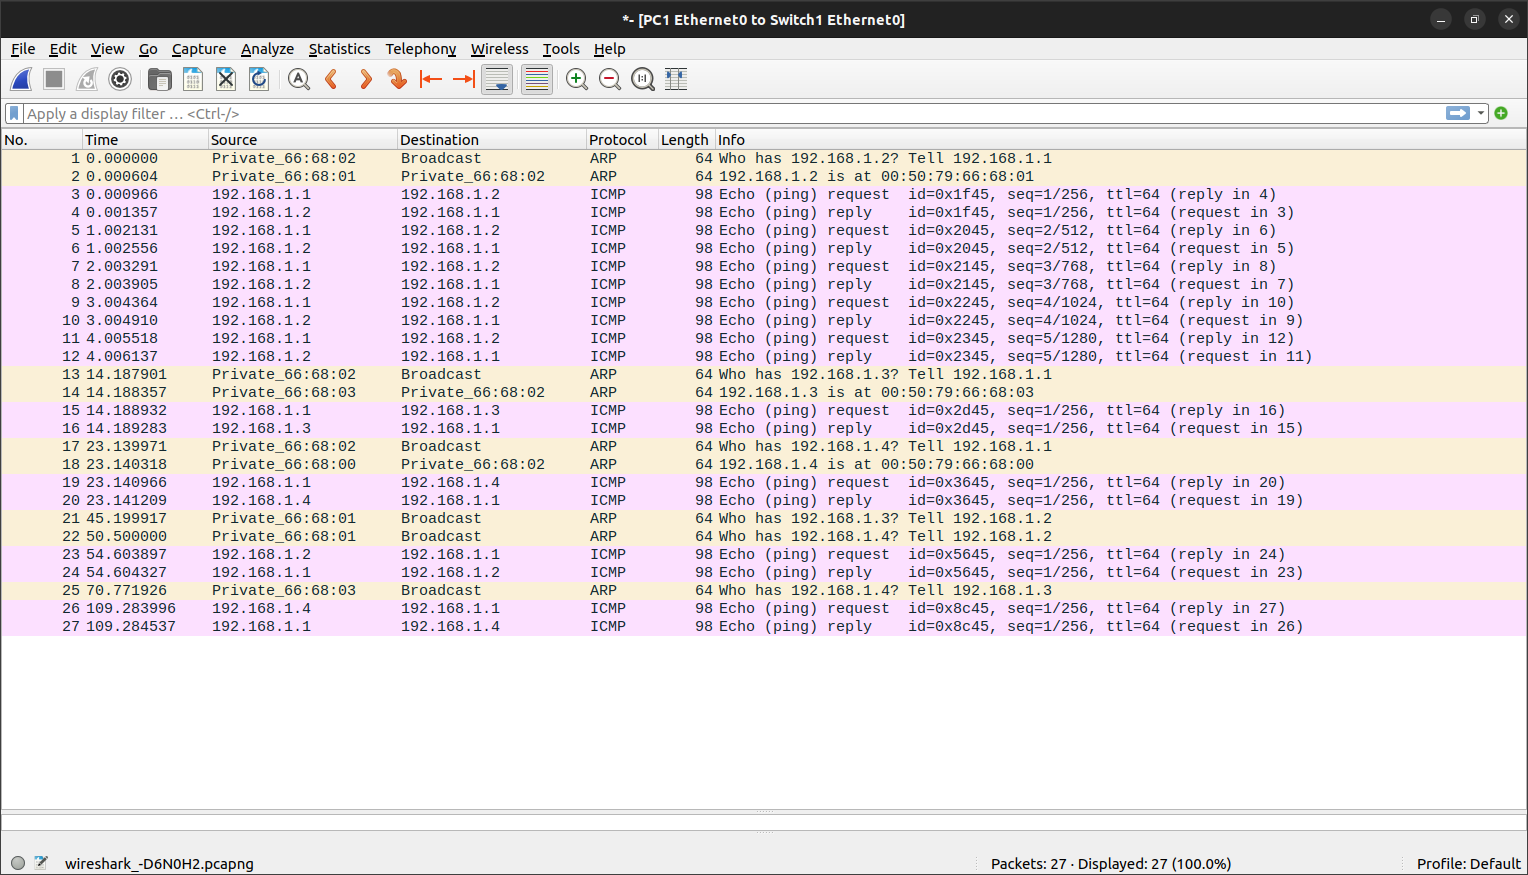 *- [PC1 Ethernet0 to Switch1 Ethernet0]
File Edit View Go Capture Analyze Statistics Telephony Wireless Tools Help
Apply a display filter … <Ctrl-/>
No. Time Source Destination Protocol Length Info
1 0.000000 Private_66:68:02 Broadcast ARP 64 Who has 192.168.1.2? Tell 192.168.1.1
2 0.000604 Private_66:68:01 Private_66:68:02 ARP 64 192.168.1.2 is at 00:50:79:66:68:01
3 0.000966 192.168.1.1 192.168.1.2 ICMP 98 Echo (ping) request id=0x1f45, seq=1/256, ttl=64 (reply in 4)
4 0.001357 192.168.1.2 192.168.1.1 ICMP 98 Echo (ping) reply id=0x1f45, seq=1/256, ttl=64 (request in 3)
5 1.002131 192.168.1.1 192.168.1.2 ICMP 98 Echo (ping) request id=0x2045, seq=2/512, ttl=64 (reply in 6)
6 1.002556 192.168.1.2 192.168.1.1 ICMP 98 Echo (ping) reply id=0x2045, seq=2/512, ttl=64 (request in 5)
7 2.003291 192.168.1.1 192.168.1.2 ICMP 98 Echo (ping) request id=0x2145, seq=3/768, ttl=64 (reply in 8)
8 2.003905 192.168.1.2 192.168.1.1 ICMP 98 Echo (ping) reply id=0x2145, seq=3/768, ttl=64 (request in 7)
9 3.004364 192.168.1.1 192.168.1.2 ICMP 98 Echo (ping) request id=0x2245, seq=4/1024, ttl=64 (reply in 10)
10 3.004910 192.168.1.2 192.168.1.1 ICMP 98 Echo (ping) reply id=0x2245, seq=4/1024, ttl=64 (request in 9)
11 4.005518 192.168.1.1 192.168.1.2 ICMP 98 Echo (ping) request id=0x2345, seq=5/1280, ttl=64 (reply in 12)
12 4.006137 192.168.1.2 192.168.1.1 ICMP 98 Echo (ping) reply id=0x2345, seq=5/1280, ttl=64 (request in 11)
13 14.187901 Private_66:68:02 Broadcast ARP 64 Who has 192.168.1.3? Tell 192.168.1.1
14 14.188357 Private_66:68:03 Private_66:68:02 ARP 64 192.168.1.3 is at 00:50:79:66:68:03
15 14.188932 192.168.1.1 192.168.1.3 ICMP 98 Echo (ping) request id=0x2d45, seq=1/256, ttl=64 (reply in 16)
16 14.189283 192.168.1.3 192.168.1.1 ICMP 98 Echo (ping) reply id=0x2d45, seq=1/256, ttl=64 (request in 15)
17 23.139971 Private_66:68:02 Broadcast ARP 64 Who has 192.168.1.4? Tell 192.168.1.1
18 23.140318 Private_66:68:00 Private_66:68:02 ARP 64 192.168.1.4 is at 00:50:79:66:68:00
19 23.140966 192.168.1.1 192.168.1.4 ICMP 98 Echo (ping) request id=0x3645, seq=1/256, ttl=64 (reply in 20)
20 23.141209 192.168.1.4 192.168.1.1 ICMP 98 Echo (ping) reply id=0x3645, seq=1/256, ttl=64 (request in 19)
21 45.199917 Private_66:68:01 Broadcast ARP 64 Who has 192.168.1.3? Tell 192.168.1.2
22 50.500000 Private_66:68:01 Broadcast ARP 64 Who has 192.168.1.4? Tell 192.168.1.2
23 54.603897 192.168.1.2 192.168.1.1 ICMP 98 Echo (ping) request id=0x5645, seq=1/256, ttl=64 (reply in 24)
24 54.604327 192.168.1.1 192.168.1.2 ICMP 98 Echo (ping) reply id=0x5645, seq=1/256, ttl=64 (request in 23)
25 70.771926 Private_66:68:03 Broadcast ARP 64 Who has 192.168.1.4? Tell 192.168.1.3
26 109.283996 192.168.1.4 192.168.1.1 ICMP 98 Echo (ping) request id=0x8c45, seq=1/256, ttl=64 (reply in 27)
27 109.284537 192.168.1.1 192.168.1.4 ICMP 98 Echo (ping) reply id=0x8c45, seq=1/256, ttl=64 (request in 26)
wireshark_-D6N0H2.pcapng Packets: 27 · Displayed: 27 (100.0%) Profile: Default